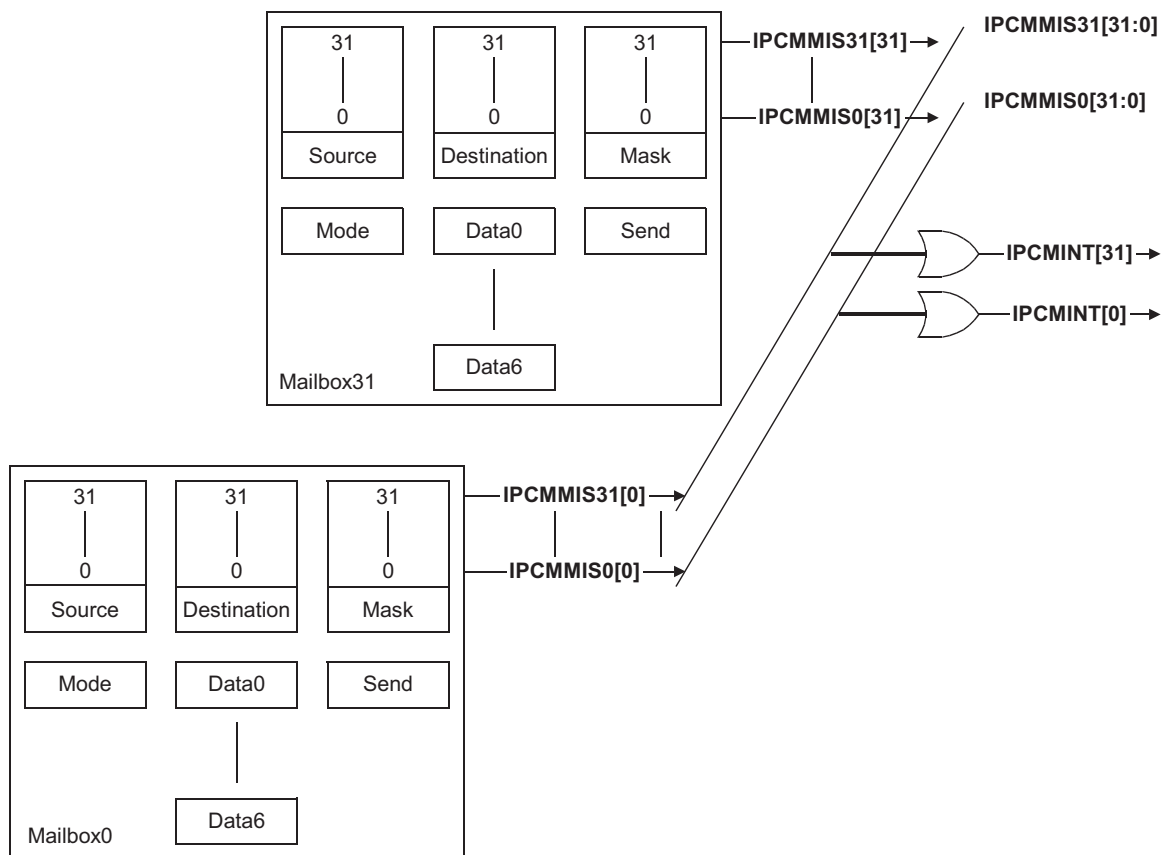 31
0
Source
31
0
Destination
31
0
Mask
Mode
Data0
Send
Data6
Mailbox31
IPCMMIS31[31]
IPCMMIS0[31]
IPCMMIS31[31:0]
IPCMMIS0[31:0]
IPCMINT[31]
IPCMINT[0]
31
0
Source
31
0
Destination
31
0
Mask
Mode
Data0
Send
Data6
Mailbox0
IPCMMIS31[0]
IPCMMIS0[0]